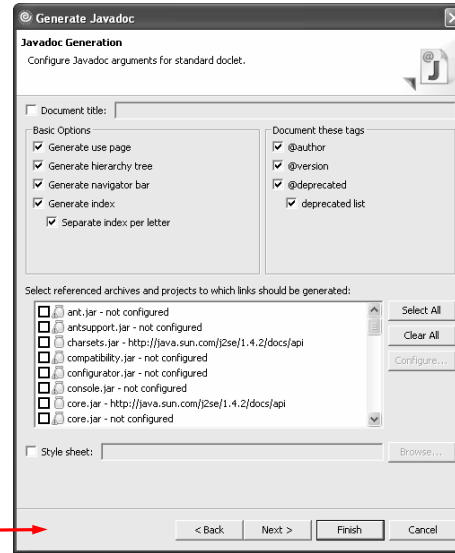 Generate Javadoc
Javadoc Generation
Configure Javadoc arguments for standard doclet.
@
J
Document title:
Basic Options
Generate use page
Generate hierarchy tree
Generate navigator bar
Generate index
Separate index per letter
Document these tags
@author
@version
@deprecated
deprecated list
Select referenced archives and projects to which links should be generated:
ant.jar - not configured
antsupport.jar - not configured
charsets.jar - http://java.sun.com/j2se/1.4.2/docs/api
compatibility.jar - not configured
configurator.jar - not configured
console.jar - not configured
core.jar - http://java.sun.com/j2se/1.4.2/docs/api
core.jar - not configured
Select All
Clear All
Configure...
Style sheet:
Browse...
< Back
Next >
Finish
Cancel